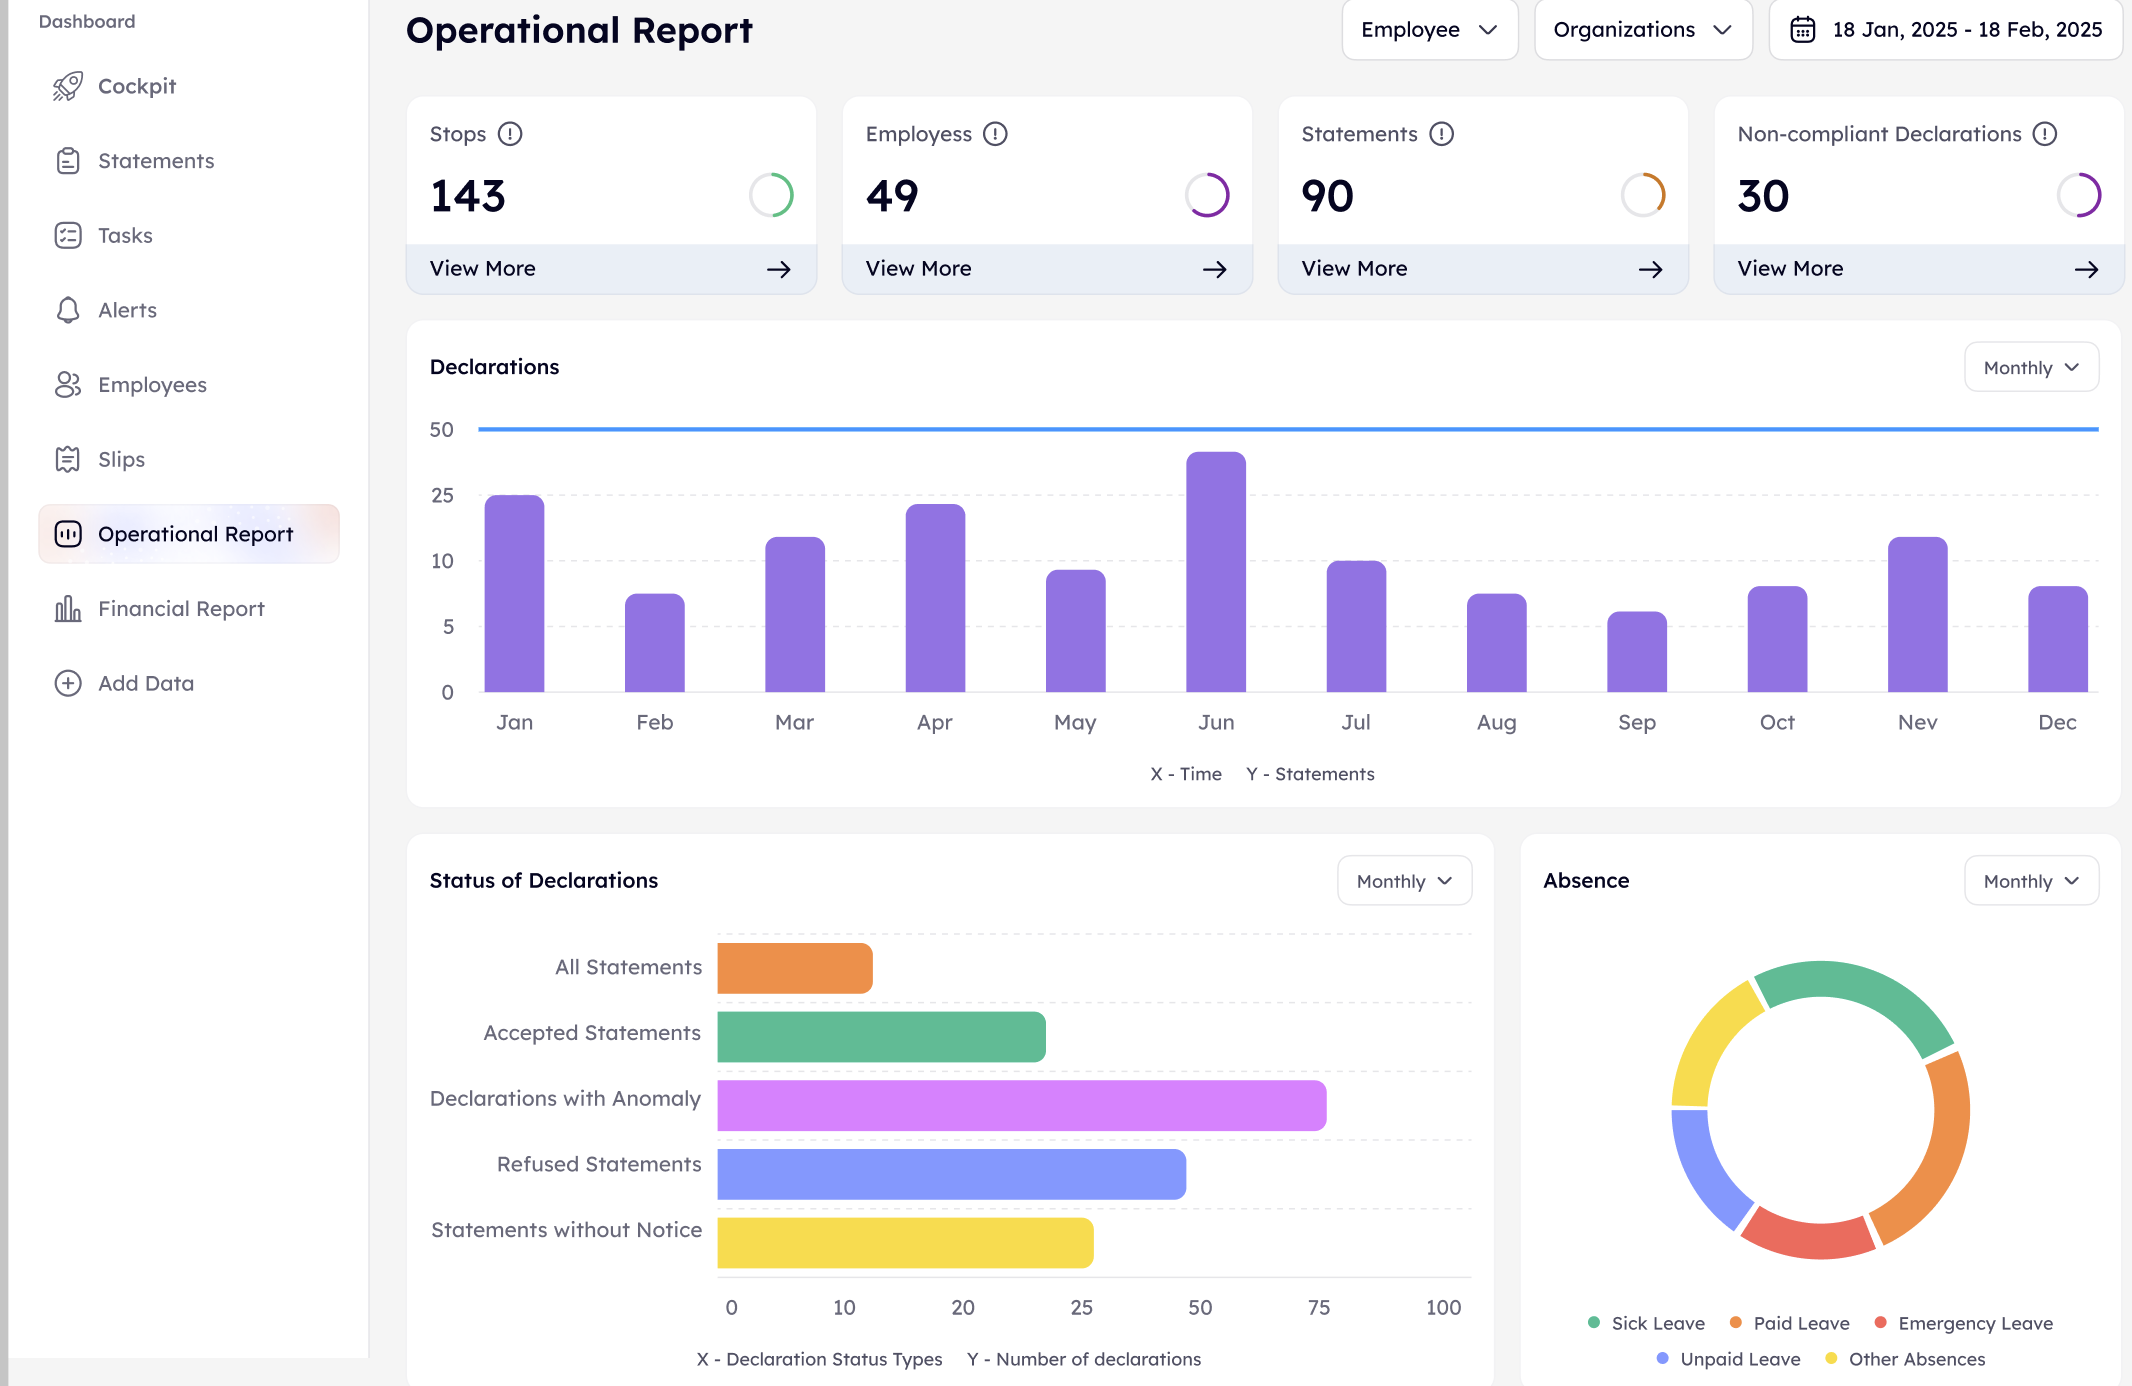 Dashboard
Cockpit
Statements
Tasks
Alerts
Employees
Slips
Operational Report
Financial Report
Add Data
Operational Report
Employee
Organizations
18 Jan, 2025 - 18 Feb, 2025
Stops
143
View More
Employess
49
View More
Statements
90
View More
Non-compliant Declarations
30
View More
Declarations
Monthly
50
25
10
5
0
Jan Feb Mar Apr May Jun Jul Aug Sep Oct Nev Dec
X - Time Y - Statements
Status of Declarations
Monthly
All Statements
Accepted Statements
Declarations with Anomaly
Refused Statements
Statements without Notice
0 10 20 25 50 75 100
X - Declaration Status Types Y - Number of declarations
Absence
Monthly
Sick Leave Paid Leave Emergency Leave
Unpaid Leave Other Absences